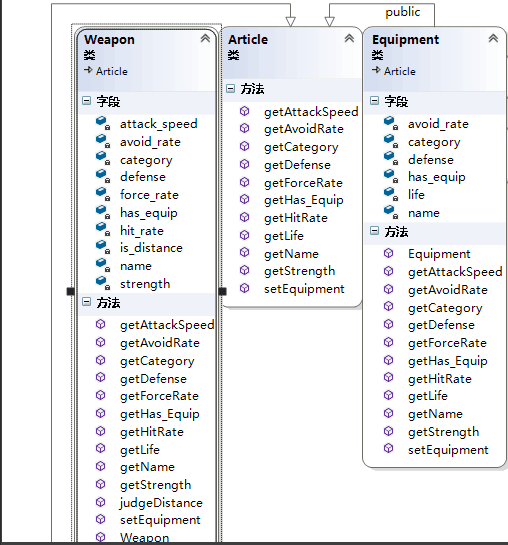 public
Weapon
类
Article
字段
attack_speed
avoid_rate
category
defense
force_rate
has_equip
hit_rate
is_distance
name
strength
方法
getAttackSpeed
getAvoidRate
getCategory
getDefense
getForceRate
getHas_Equip
getHitRate
getLife
getName
getStrength
judgeDistance
setEquipment
Weapon
Article
类
方法
getAttackSpeed
getAvoidRate
getCategory
getDefense
getForceRate
getHas_Equip
getHitRate
getLife
getName
getStrength
setEquipment
Equipment
类
Article
字段
avoid_rate
category
defense
has_equip
life
name
方法
Equipment
getAttackSpeed
getAvoidRate
getCategory
getDefense
getForceRate
getHas_Equip
getHitRate
getLife
getName
getStrength
setEquipment